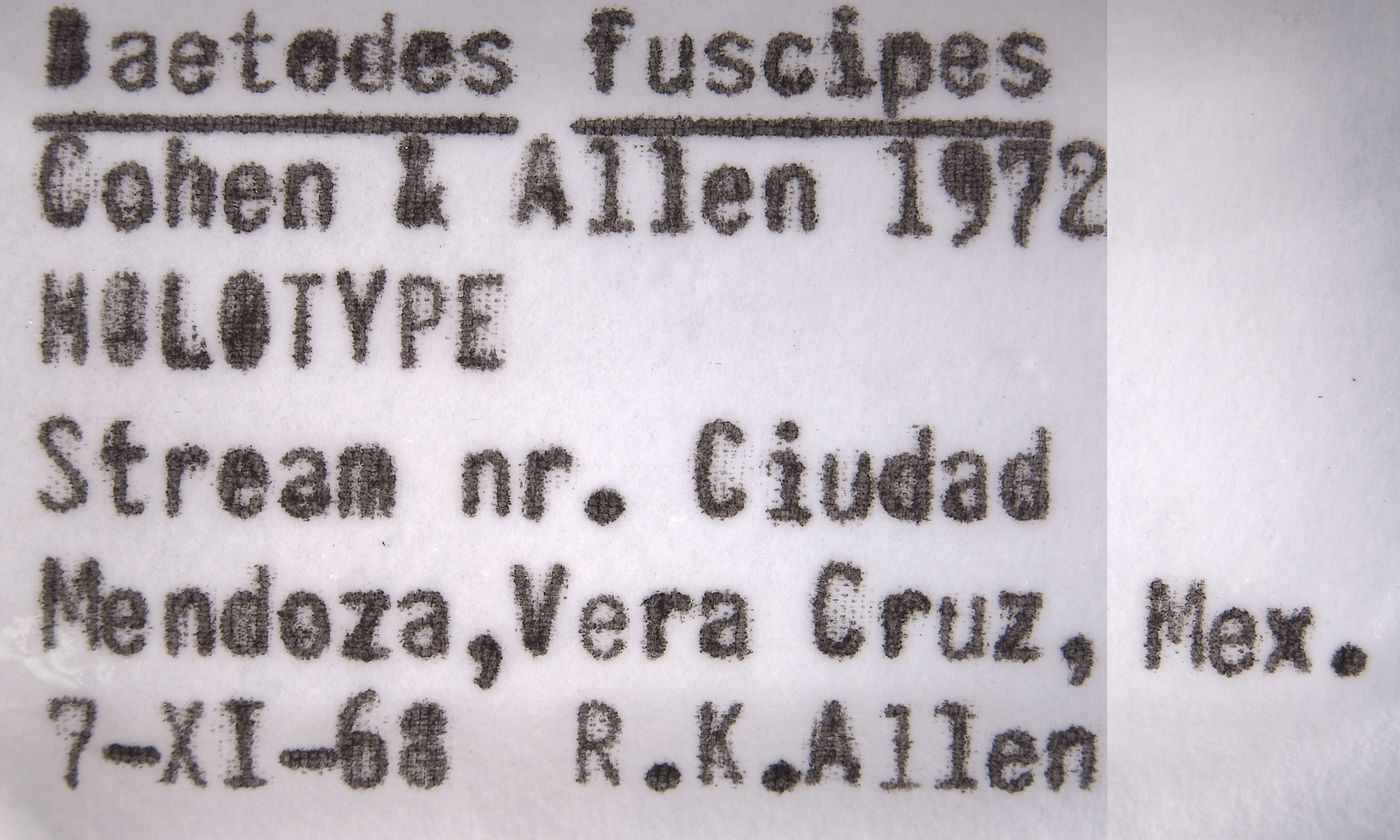 Baetodes fuscipes
Cohen & Allen 1972
HOLOTYPE
Stream nr. Ciudad
Mendoza,Vera Cruz, Mex.
7-XI-68 R.K.Allen